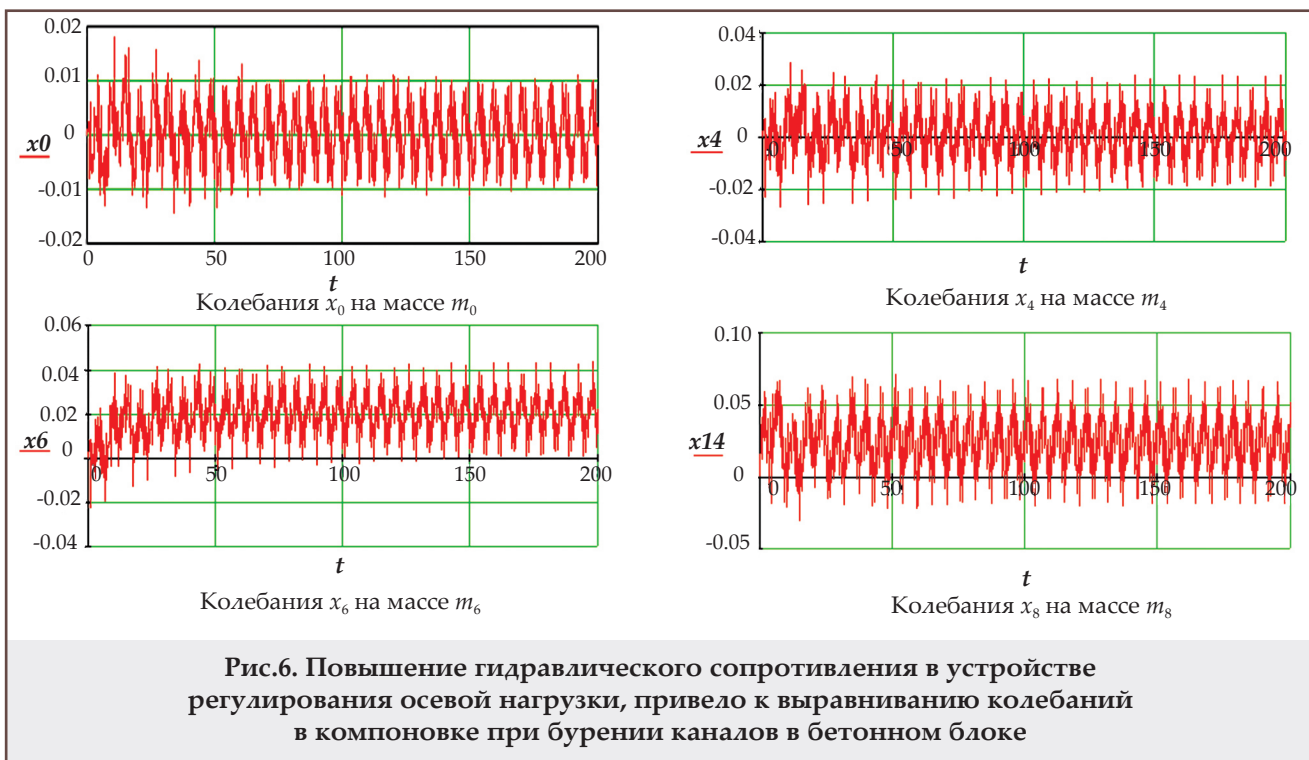 0.02
0.01
0
-0.01
-0.02
x0
0 50 100 150 200
t
Колебания x₀ на массе m₀
0.04
0.02
0
-0.02
-0.04
x4
0 50 100 150 200
t
Колебания x₄ на массе m₄
0.06
0.04
0.02
0
-0.02
-0.04
x6
0 50 100 150 200
t
Колебания x₆ на массе m₆
0.10
0.05
0
-0.05
x14
0 50 100 150 200
t
Колебания x₈ на массе m₈
Рис.6. Повышение гидравлического сопротивления в устройстве
регулирования осевой нагрузки, привело к выравниванию колебаний
в компоновке при бурении каналов в бетонном блоке